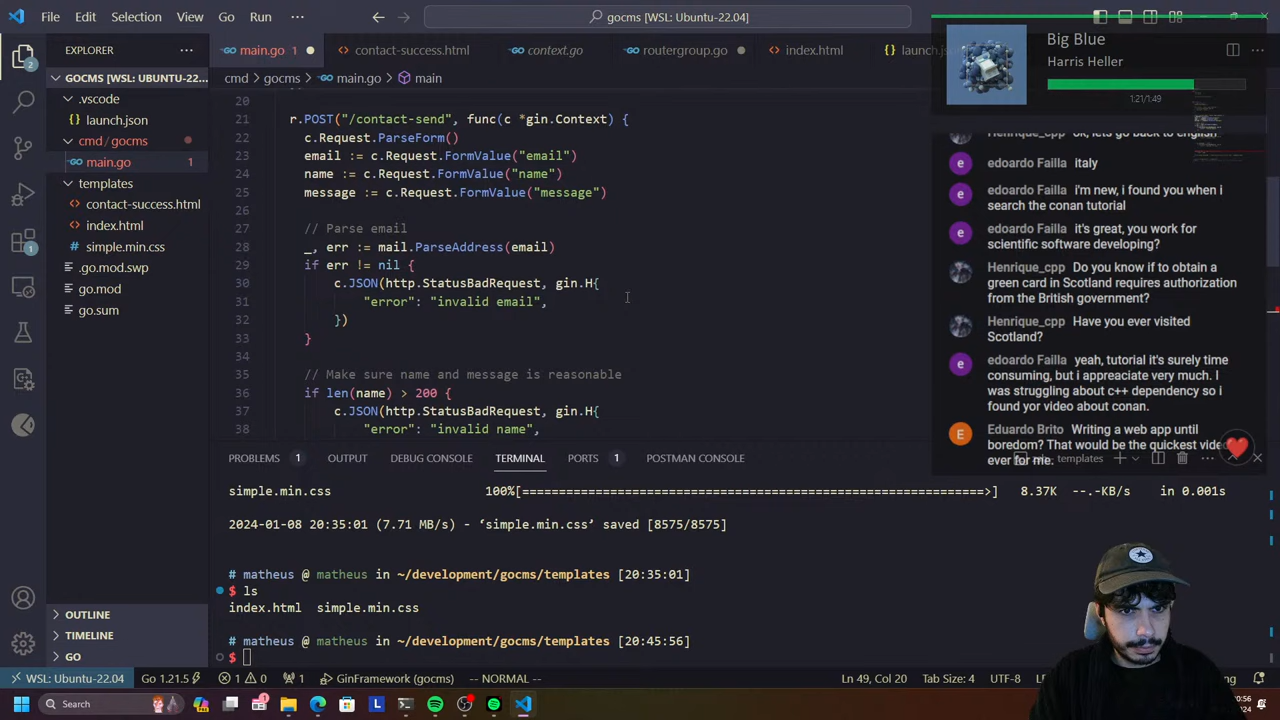 File Edit Selection View Go Run
gocms [WSL: Ubuntu-22.04]
EXPLORER
GOCMS [WSL: UBUNTU-22....
.vscode
launch.json
cmd / gocms
main.go 1
templates
contact-success.html
index.html
simple.min.css
.go.mod.swp
go.mod
go.sum
OUTLINE
TIMELINE
GO
main.go
contact-success.html
context.go
routergroup.go
index.html
launch.js
cmd > gocms > main.go > main
20
21 r.POST("/contact-send", func(c *gin.Context) {
22 c.Request.ParseForm()
23 email := c.Request.FormValue("email")
24 name := c.Request.FormValue("name")
25 message := c.Request.FormValue("message")
26
27 // Parse email
28 _, err := mail.ParseAddress(email)
29 if err != nil {
30 c.JSON(http.StatusBadRequest, gin.H{
31 "error": "invalid email",
32 })
33 }
34
35 // Make sure name and message is reasonable
36 if len(name) > 200 {
37 c.JSON(http.StatusBadRequest, gin.H{
38 "error": "invalid name",
PROBLEMS 1 OUTPUT DEBUG CONSOLE TERMINAL PORTS 1 POSTMAN CONSOLE
templates
simple.min.css 100%[=====================================================================>] 8.37K --.-KB/s in 0.001s
2024-01-08 20:35:01 (7.71 MB/s) - ‘simple.min.css’ saved [8575/8575]
# matheus @ matheus in ~/development/gocms/templates [20:35:01]
$ ls
index.html simple.min.css
# matheus @ matheus in ~/development/gocms/templates [20:45:56]
$
Big Blue
Harris Heller
1:21/1:49
Henrique_cpp ok, lets go back to english
edoardo Failla italy
edoardo Failla i'm new, i found you when i
search the conan tutorial
edoardo Failla it's great, you work for
scientific software developing?
Henrique_cpp Do you know if to obtain a
green card in Scotland requires authorization
from the British government?
Henrique_cpp Have you ever visited
Scotland?
edoardo Failla yeah, tutorial it's surely time
consuming, but i appreaciate very much. I
was struggling about c++ dependency so i
found yor video about conan.
Eduardo Brito Writing a web app until
boredom? That would be the quickest video
ever for me.
WSL: Ubuntu-22.04 Go 1.21.5 1 0 1 GinFramework (gocms) -- NORMAL -- Ln 49, Col 20 Tab Size: 4 UTF-8
Search